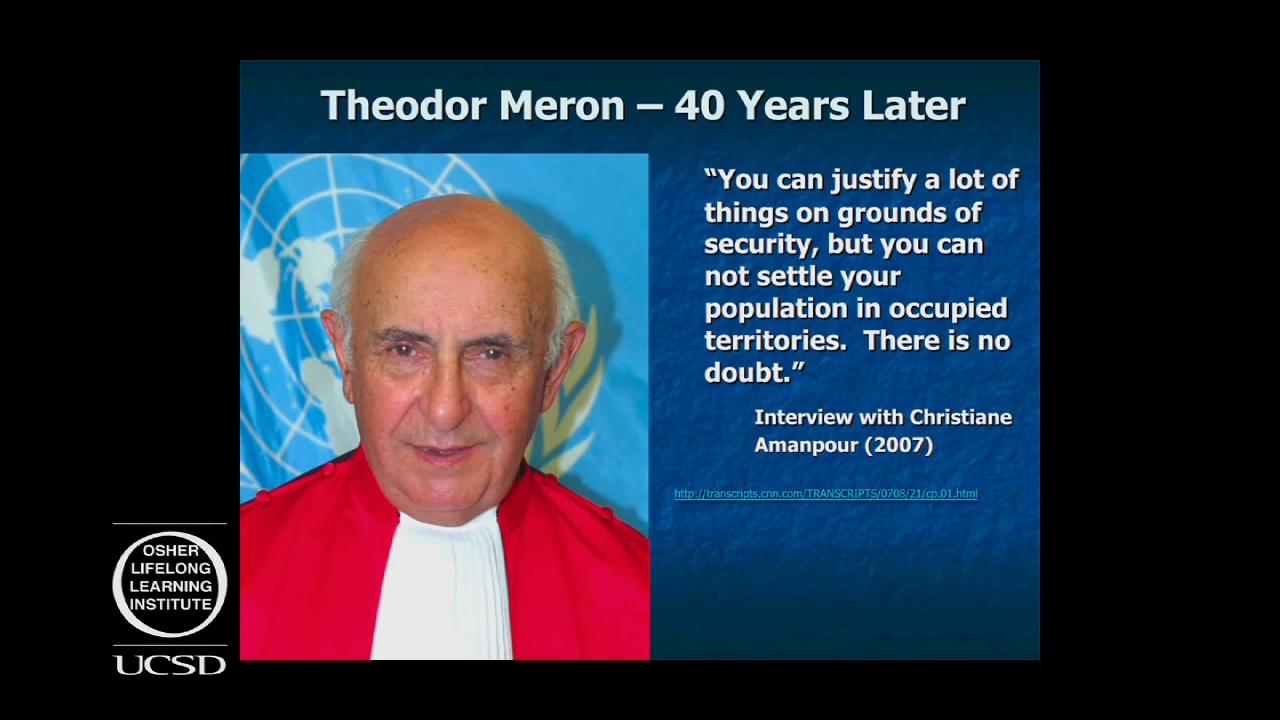 Theodor Meron – 40 Years Later
“You can justify a lot of
things on grounds of
security, but you can
not settle your
population in occupied
territories.  There is no
doubt.”
Interview with Christiane
Amanpour (2007)
http://transcripts.cnn.com/TRANSCRIPTS/0708/21/cp.01.html
OSHER
LIFELONG
LEARNING
INSTITUTE
UCSD